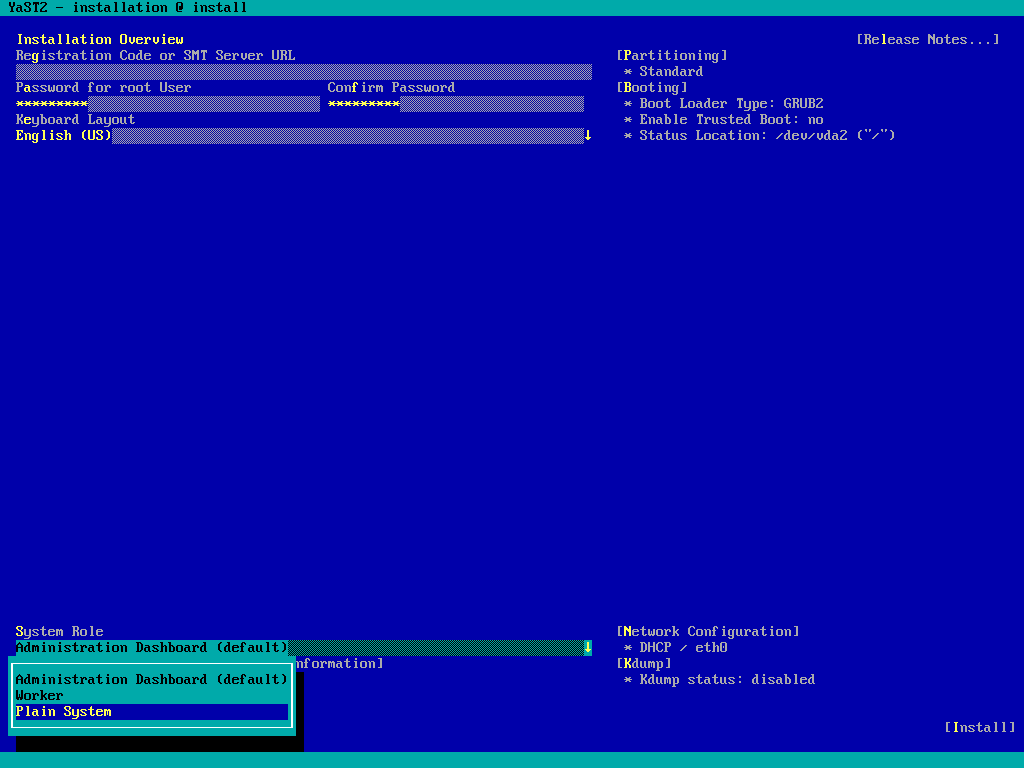 YaST2 - installation @ install
Installation Overview [Release Notes...]
Registration Code or SMT Server URL
Password for root User Confirm Password
********* *********
Keyboard Layout
English (US) ↓
[Partitioning]
* Standard
[Booting]
* Boot Loader Type: GRUB2
* Enable Trusted Boot: no
* Status Location: /dev/vda2 ("/")
System Role
Administration Dashboard (default) ↓
nformation]
Administration Dashboard (default)
Worker
Plain System
[Network Configuration]
* DHCP / eth0
[Kdump]
* Kdump status: disabled
[Install]